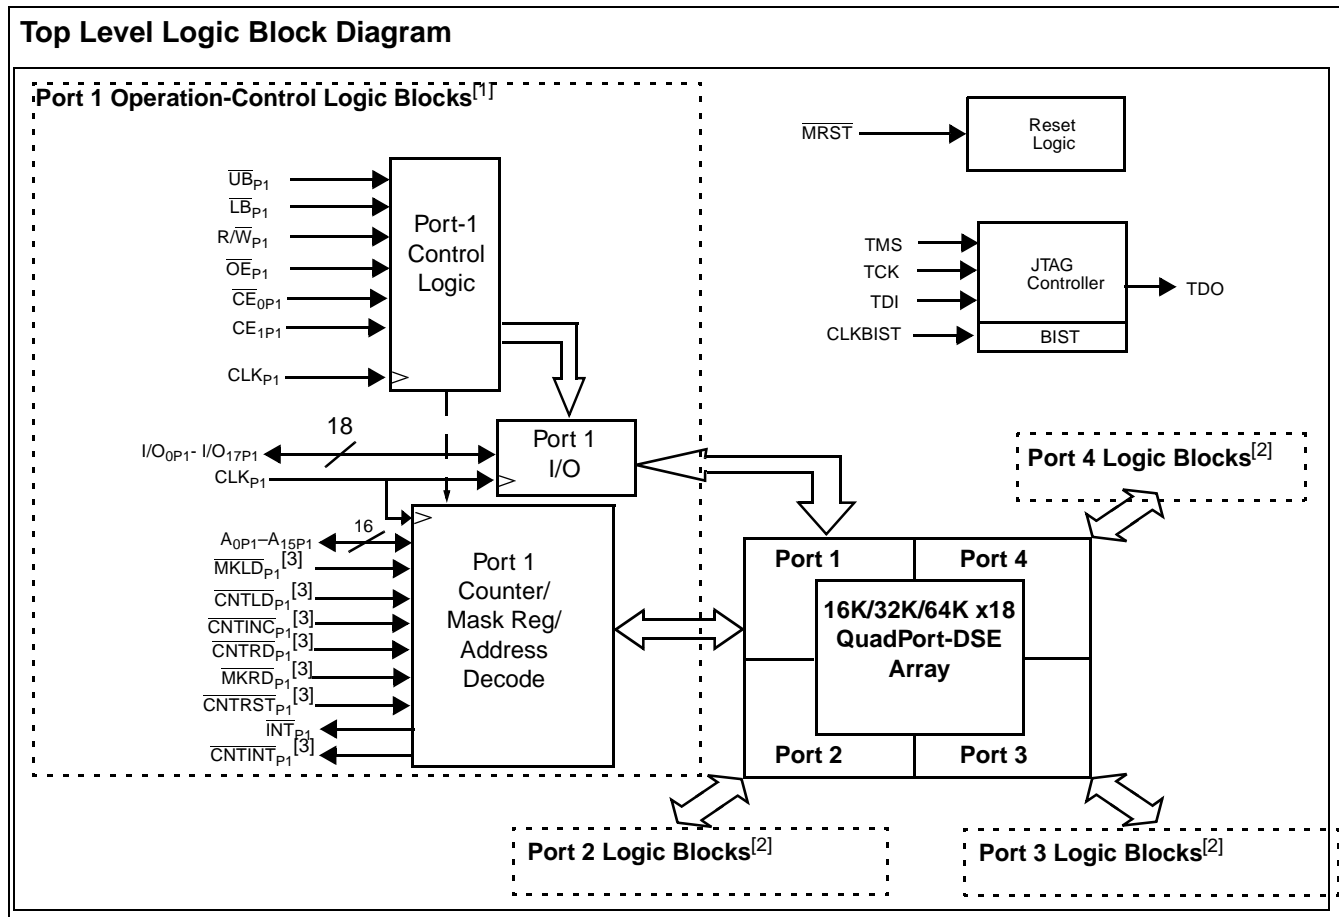 Top Level Logic Block Diagram
Port 1 Operation-Control Logic Blocks[1]
MRST
Reset
Logic
UBP1
LBP1
R/WP1
OEP1
CE0P1
CE1P1
CLKP1
Port-1
Control
Logic
TMS
TCK
TDI
CLKBIST
JTAG
Controller
BIST
TDO
18
I/O0P1- I/O17P1
CLKP1
Port 1
I/O
Port 4 Logic Blocks[2]
16
A0P1–A15P1
MKLDP1[3]
CNTLDP1[3]
CNTINCP1[3]
CNTRDP1[3]
MKRDP1[3]
CNTRSTP1[3]
INTP1
CNTINTP1[3]
Port 1
Counter/
Mask Reg/
Address
Decode
Port 1
Port 4
16K/32K/64K x18
QuadPort-DSE
Array
Port 2
Port 3
Port 2 Logic Blocks[2]
Port 3 Logic Blocks[2]